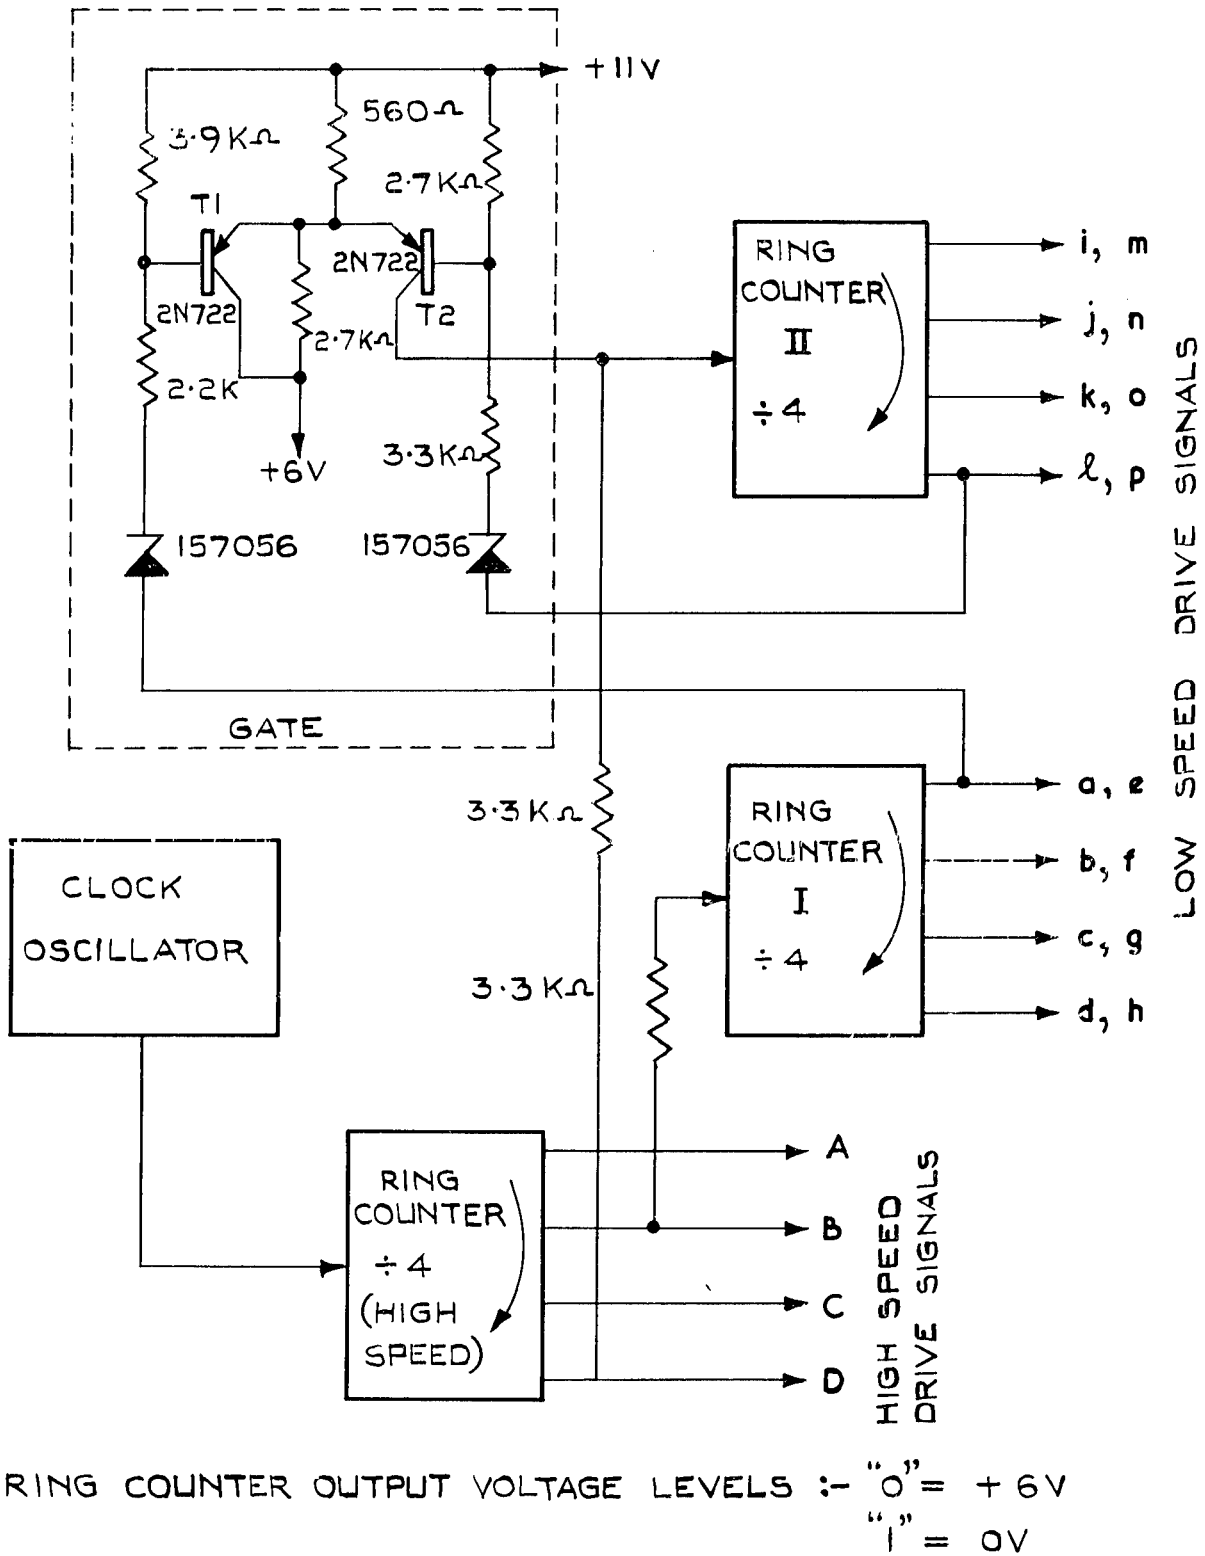 +11V
560Ω
3.9KΩ
2.7KΩ
T1
2N722
2N722
T2
2.7KΩ
2.2K
+6V
3.3KΩ
157056
157056
GATE
RING
COUNTER
II
÷4
i, m
j, n
k, o
l, p
LOW SPEED DRIVE SIGNALS
3.3KΩ
RING
COUNTER
I
÷4
a, e
b, f
c, g
d, h
CLOCK
OSCILLATOR
3.3KΩ
RING
COUNTER
÷4
(HIGH
SPEED)
A
B
C
D
HIGH SPEED
DRIVE SIGNALS
RING COUNTER OUTPUT VOLTAGE LEVELS :- "0" = +6V
"1" = 0V